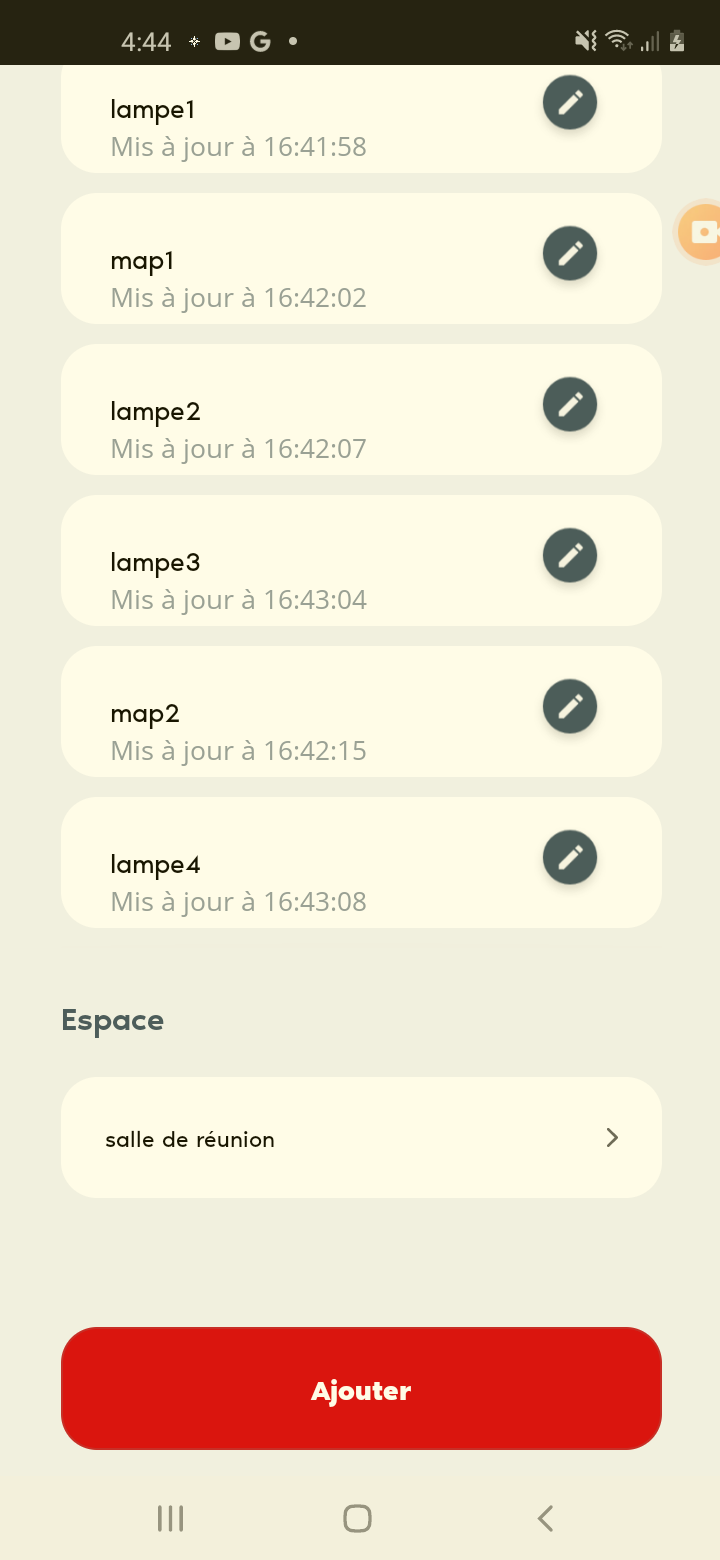 4:44
lampe1
Mis à jour à 16:41:58
map1
Mis à jour à 16:42:02
lampe2
Mis à jour à 16:42:07
lampe3
Mis à jour à 16:43:04
map2
Mis à jour à 16:42:15
lampe4
Mis à jour à 16:43:08
Espace
salle de réunion
Ajouter